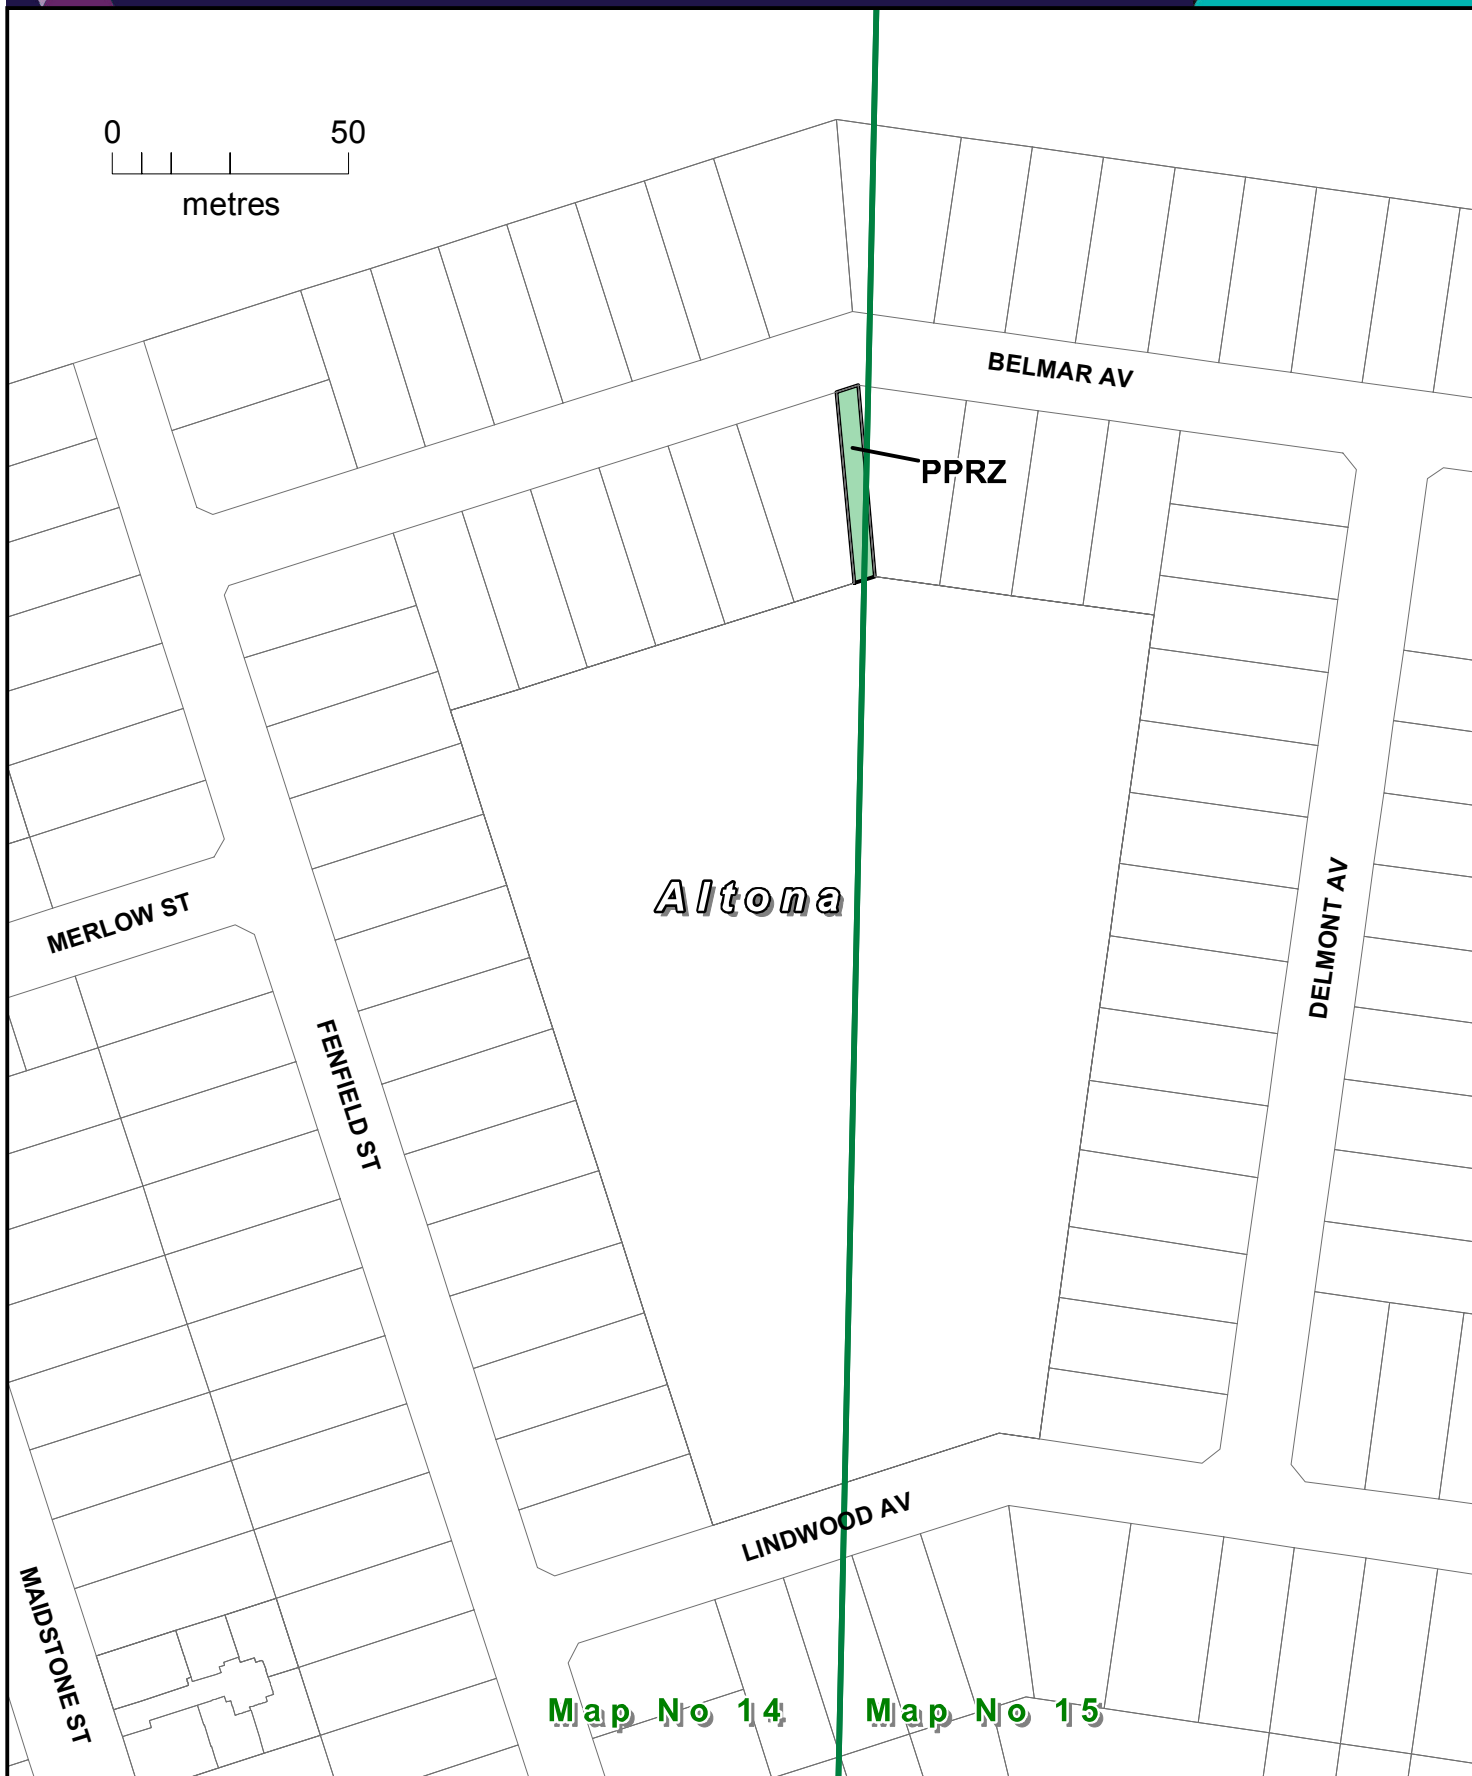 0 50
metres
BELMAR AV
PPRZ
Altona
DELMONT AV
MERLOW ST
FENFIELD ST
LINDWOOD AV
MAIDSTONE ST
Map No 14
Map No 15